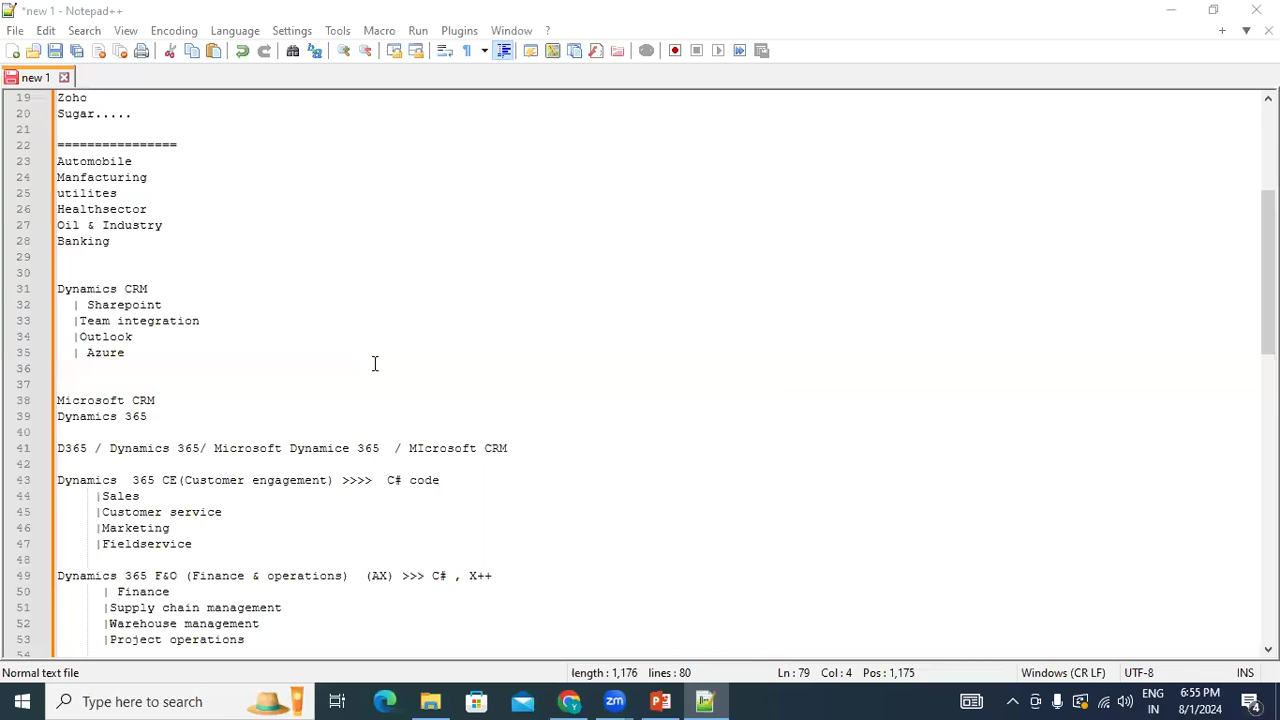 *new 1 - Notepad++
File Edit Search View Encoding Language Settings Tools Macro Run Plugins Window ?
new 1
19 Zoho
20 Sugar.....
21
22 ================
23 Automobile
24 Manfacturing
25 utilites
26 Healthsector
27 Oil & Industry
28 Banking
29
30
31 Dynamics CRM
32 | Sharepoint
33 |Team integration
34 |Outlook
35 | Azure
36
37
38 Microsoft CRM
39 Dynamics 365
40
41 D365 / Dynamics 365/ Microsoft Dynamice 365 / MIcrosoft CRM
42
43 Dynamics 365 CE(Customer engagement) >>>> C# code
44 |Sales
45 |Customer service
46 |Marketing
47 |Fieldservice
48
49 Dynamics 365 F&O (Finance & operations) (AX) >>> C# , X++
50 | Finance
51 |Supply chain management
52 |Warehouse management
53 |Project operations
54
Normal text file length : 1,176 lines : 80 Ln : 79 Col : 4 Pos : 1,175 Windows (CR LF) UTF-8 INS
Type here to search
ENG
IN
6:55 PM
8/1/2024
4